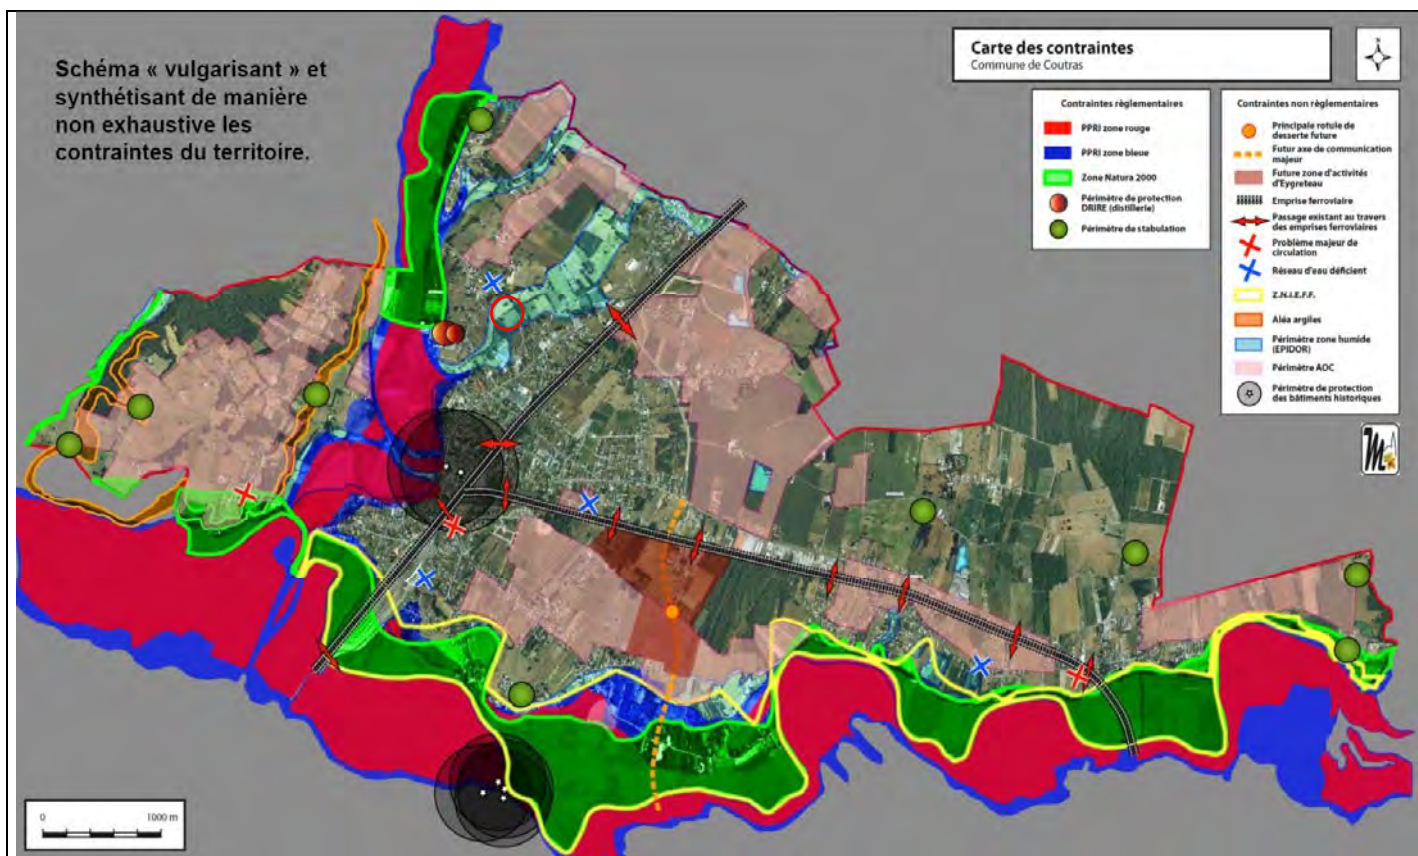 Schéma « vulgarisant » et
synthétisant de manière
non exhaustive les
contraintes du territoire.
Carte des contraintes
Commune de Coutras
N
Contraintes règlementaires
PPRI zone rouge
PPRI zone bleue
Zone Natura 2000
Périmètre de protection
DRIRE (distillerie)
Périmètre de stabulation
Contraintes non règlementaires
Principale rotule de
desserte future
Futur axe de communication
majeur
Future zone d'activités
d'Eygreteau
Emprise ferroviaire
Passage existant au travers
des emprises ferroviaires
Problème majeur de
circulation
Réseau d'eau déficient
Z.N.I.E.F.F.
Aléa argiles
Périmètre zone humide
(EPIDOR)
Périmètre AOC
Périmètre de protection
des bâtiments historiques
M
0 1000 m